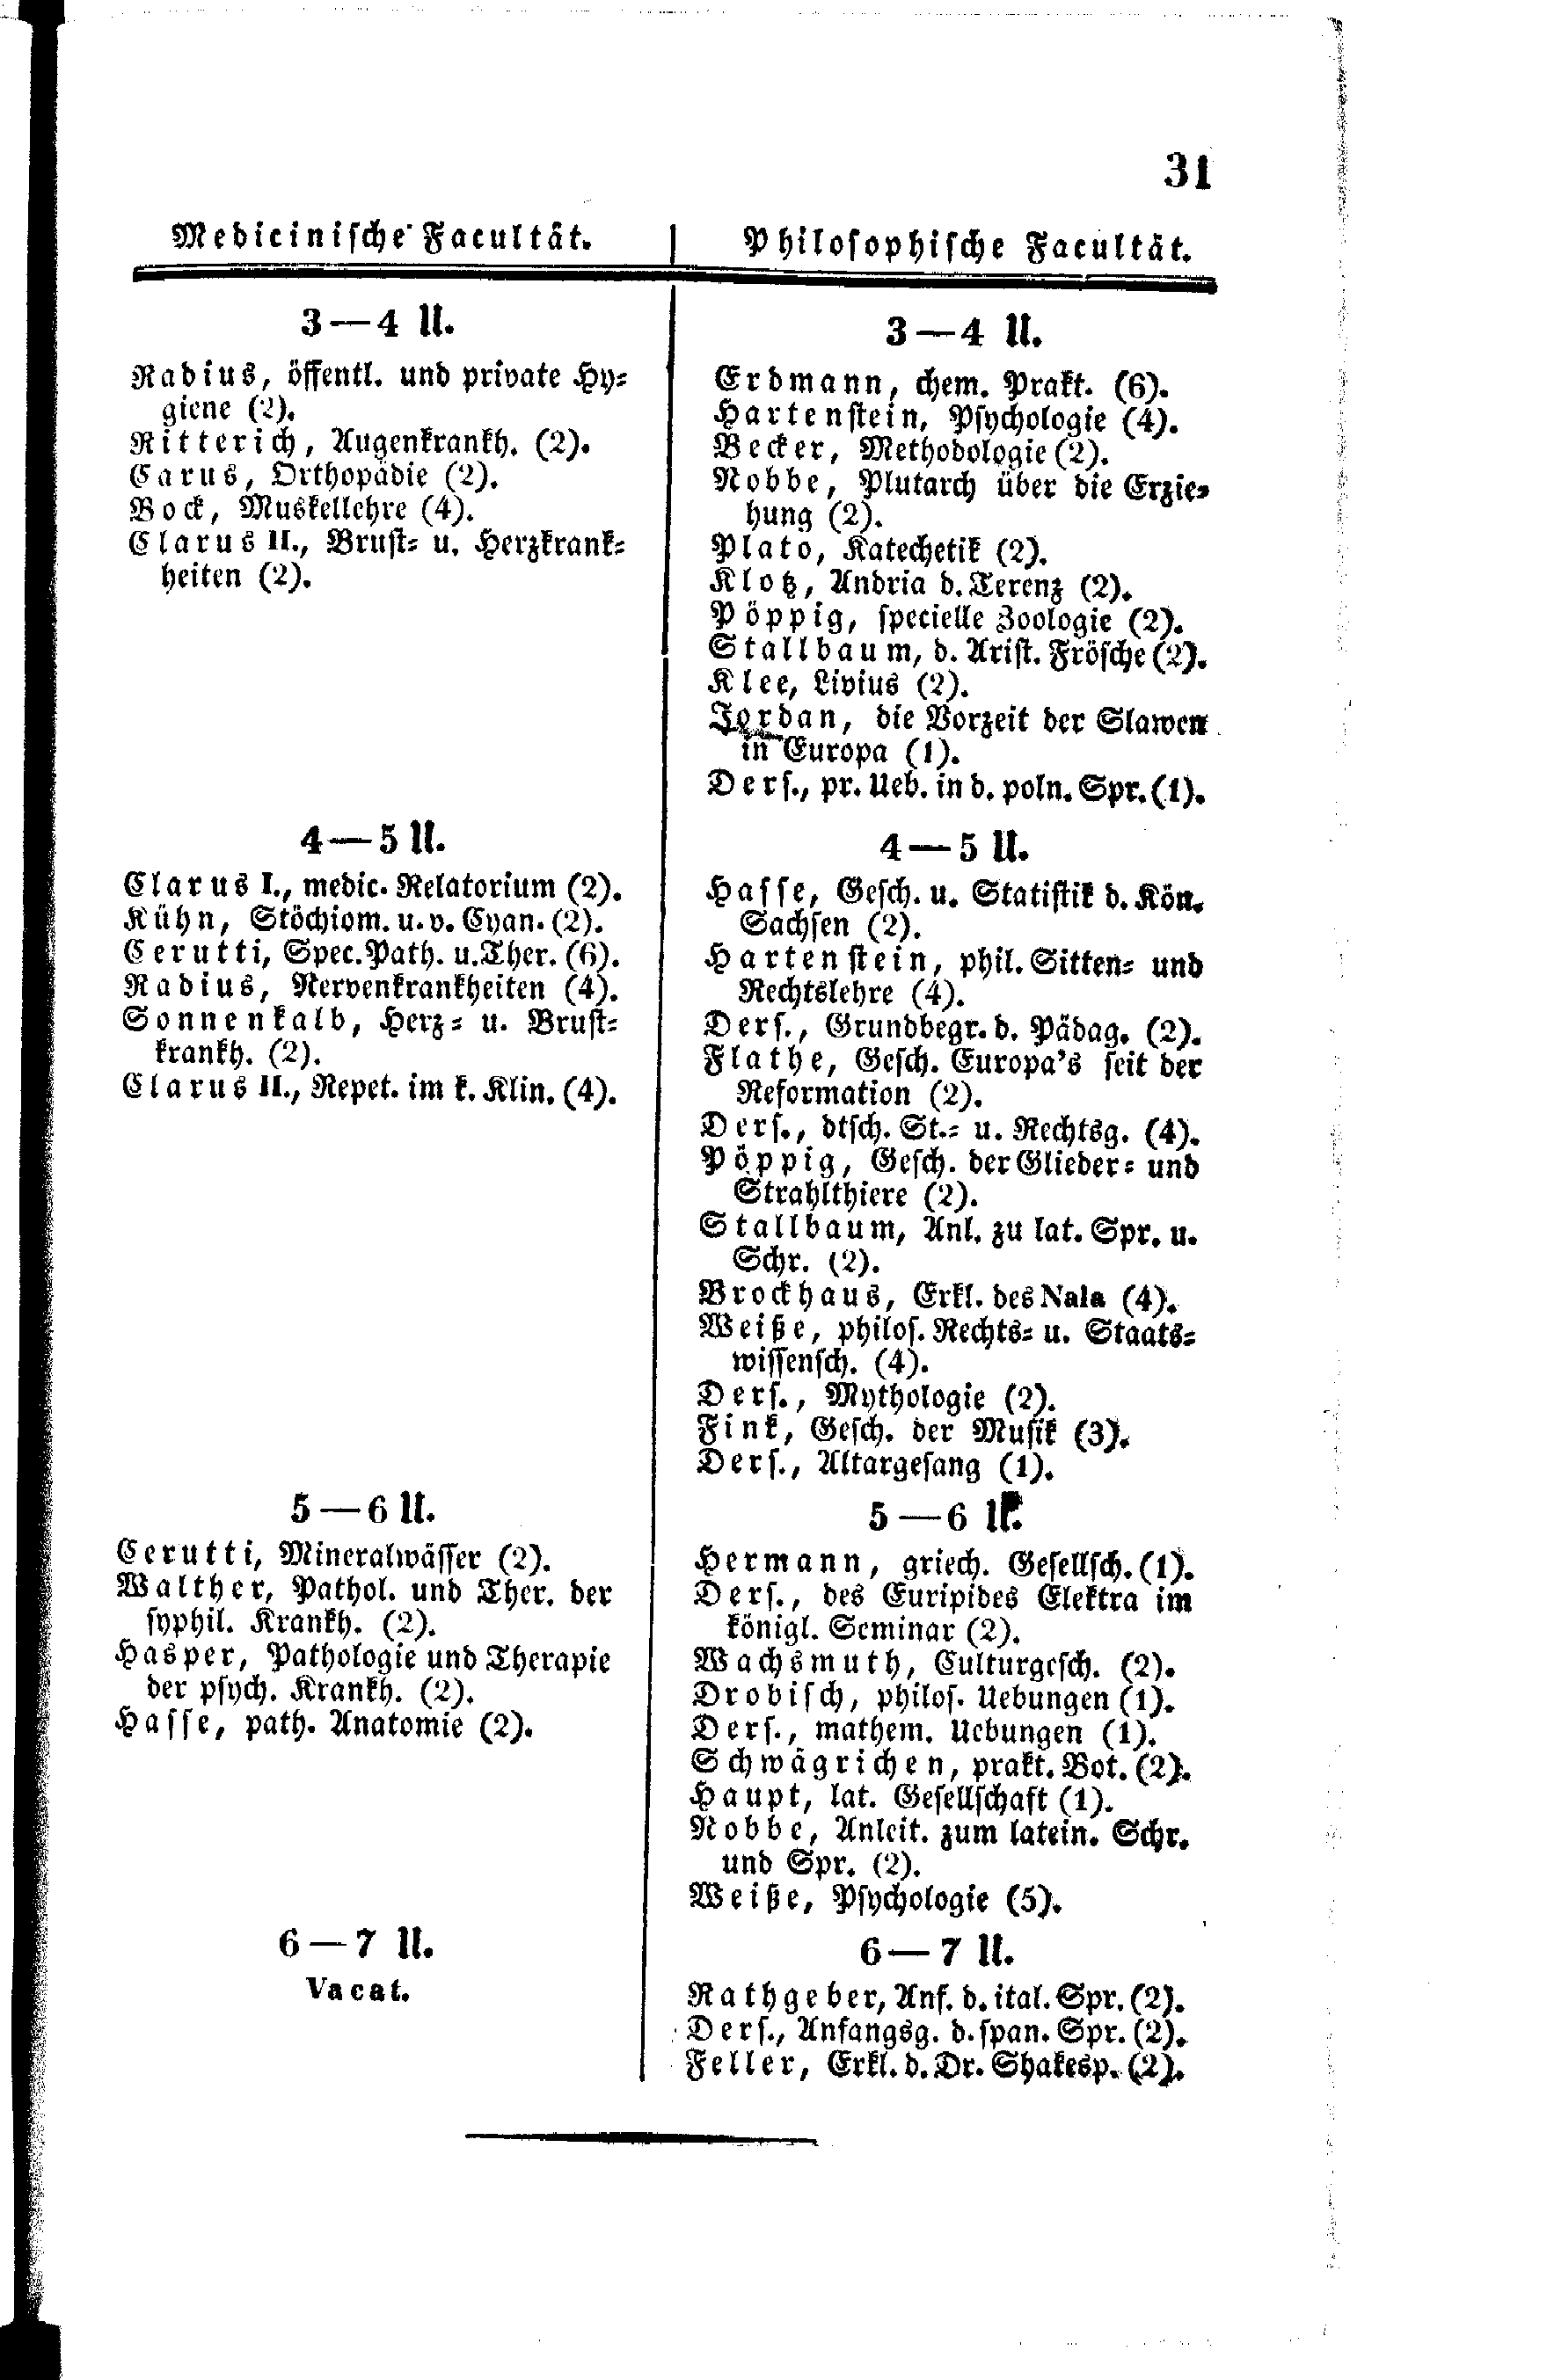 31
Medicinische Facultät.
3—4 U.
Radius, öffentl. und private Hy-
giene (2).
Ritterich, Augenkrankh. (2).
Carus, Orthopädie (2).
Bock, Muskellehre (4).
Clarus II., Brust- u. Herzkrank-
heiten (2).
4—5 U.
Clarus I., medic. Relatorium (2).
Kühn, Stöchiom. u. v. Cyan. (2).
Cerutti, Spec. Path. u. Ther. (6).
Radius, Nervenkrankheiten (4).
Sonnenkalb, Herz- u. Brust-
krankh. (2).
Clarus II., Repet. im k. Klin. (4).
5—6 U.
Cerutti, Mineralwässer (2).
Walther, Pathol. und Ther. der
syphil. Krankh. (2).
Hasper, Pathologie und Therapie
der psych. Krankh. (2).
Hasse, path. Anatomie (2).
6—7 U.
Vacat.
Philosophische Facultät.
3—4 U.
Erdmann, chem. Prakt. (6).
Hartenstein, Psychologie (4).
Becker, Methodologie (2).
Nobbe, Plutarch über die Erzie-
hung (2).
Plato, Katechetik (2).
Klotz, Andria d. Terenz (2).
Pöppig, specielle Zoologie (2).
Stallbaum, d. Arist. Frösche (2).
Klee, Livius (2).
Jordan, die Vorzeit der Slawen
in Europa (1).
Ders., pr. Ueb. in d. poln. Spr. (1).
4—5 U.
Hasse, Gesch. u. Statistik d. Kön.
Sachsen (2).
Hartenstein, phil. Sitten- und
Rechtslehre (4).
Ders., Grundbegr. d. Pädag. (2).
Flathe, Gesch. Europa's seit der
Reformation (2).
Ders., dtsch. St.- u. Rechtsg. (4).
Pöppig, Gesch. der Glieder- und
Strahlthiere (2).
Stallbaum, Anl. zu lat. Spr. u.
Schr. (2).
Brockhaus, Erkl. des Nala (4).
Weiße, philos. Rechts- u. Staats-
wissensch. (4).
Ders., Mythologie (2).
Fink, Gesch. der Musik (3).
Ders., Altargesang (1).
5—6 U.
Hermann, griech. Gesellsch. (1).
Ders., des Euripides Elektra im
königl. Seminar (2).
Wachsmuth, Culturgesch. (2).
Drobisch, philos. Uebungen (1).
Ders., mathem. Uebungen (1).
Schwägrichen, prakt. Bot. (2).
Haupt, lat. Gesellschaft (1).
Nobbe, Anleit. zum latein. Schr.
und Spr. (2).
Weiße, Psychologie (5).
6—7 U.
Rathgeber, Anf. d. ital. Spr. (2).
Ders., Anfangsg. d. span. Spr. (2).
Feller, Erkl. d. Dr. Shakesp. (2).